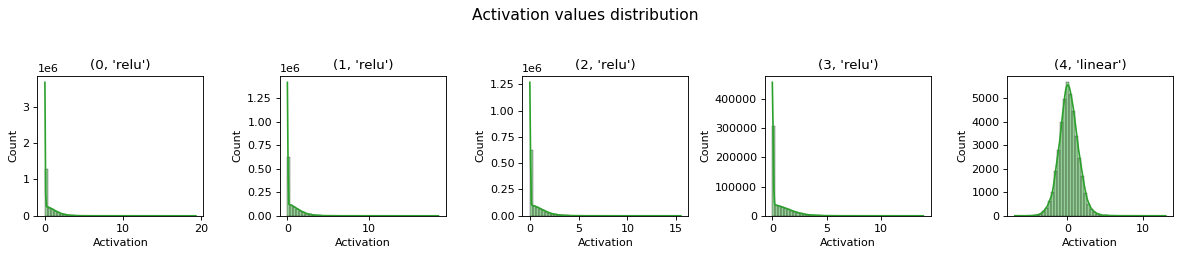 Activation values distribution
(0, 'relu')
1e6
3
2
1
0
Count
0 10 20
Activation
(1, 'relu')
1e6
1.25
1.00
0.75
0.50
0.25
0.00
Count
0 10
Activation
(2, 'relu')
1e6
1.25
1.00
0.75
0.50
0.25
0.00
Count
0 5 10 15
Activation
(3, 'relu')
400000
300000
200000
100000
0
Count
0 5 10
Activation
(4, 'linear')
5000
4000
3000
2000
1000
0
Count
0 10
Activation